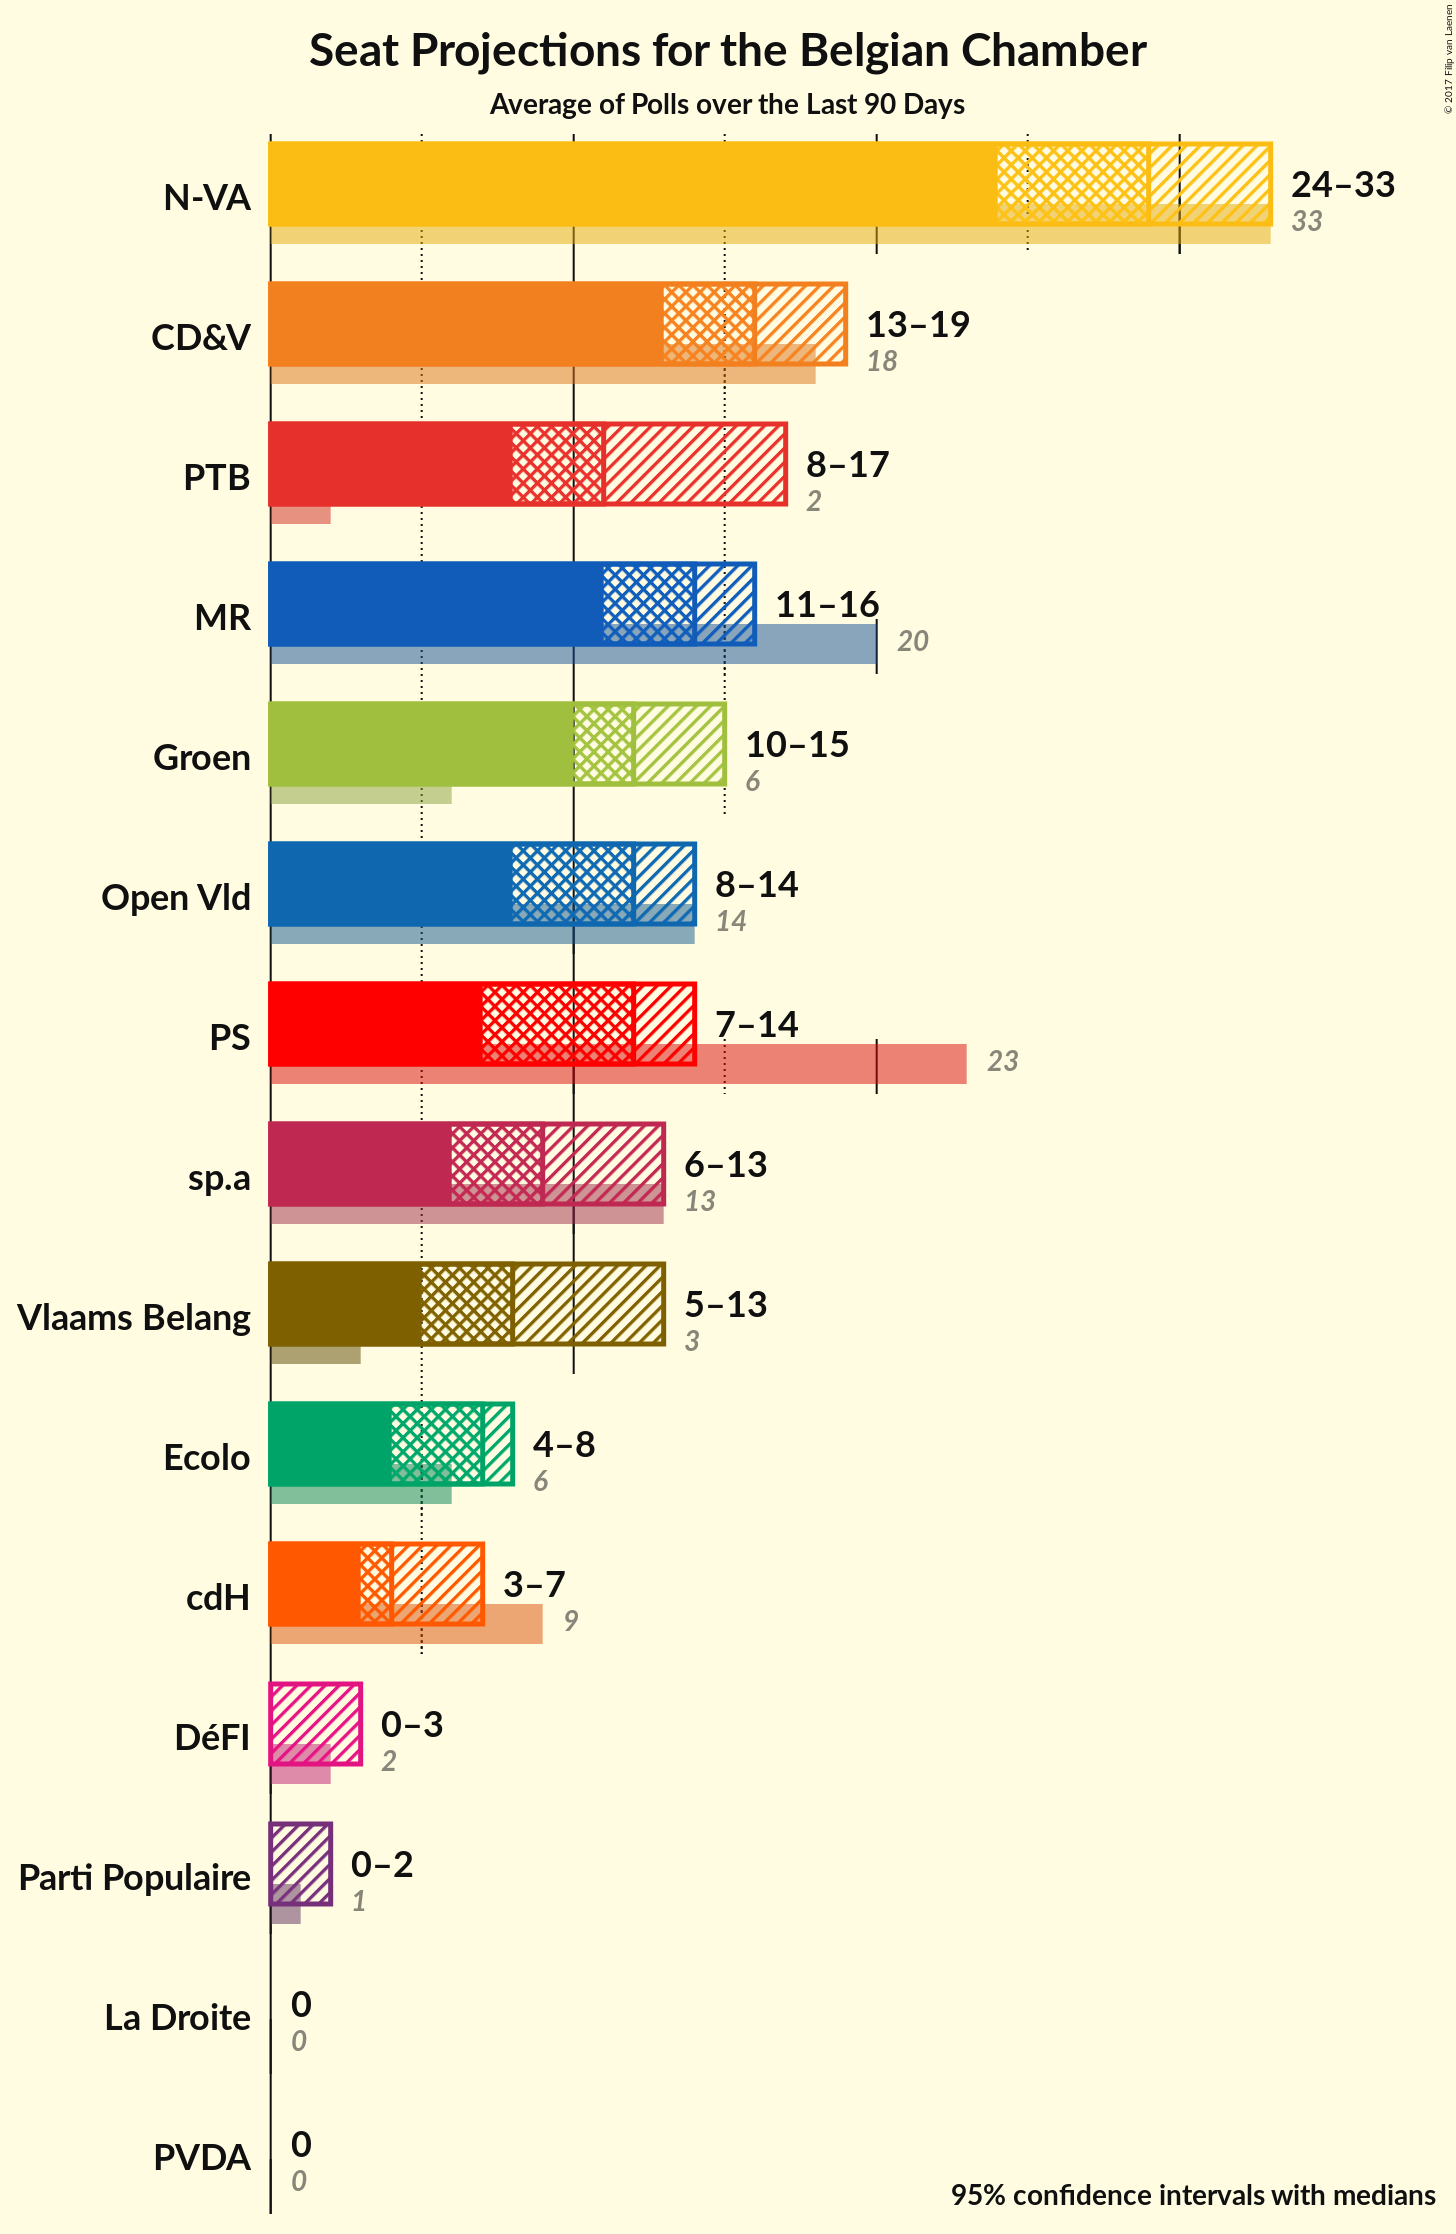 Seat Projections for the Belgian Chamber
Average of Polls over the Last 90 Days
© 2017 Filip van Laenen
N-VA
24–33
33
CD&V
13–19
18
PTB
8–17
2
MR
11–16
20
Groen
10–15
6
Open Vld
8–14
14
PS
7–14
23
sp.a
6–13
13
Vlaams Belang
5–13
3
Ecolo
4–8
6
cdH
3–7
9
DéFI
0–3
2
Parti Populaire
0–2
1
La Droite
0
0
PVDA
0
0
95% confidence intervals with medians